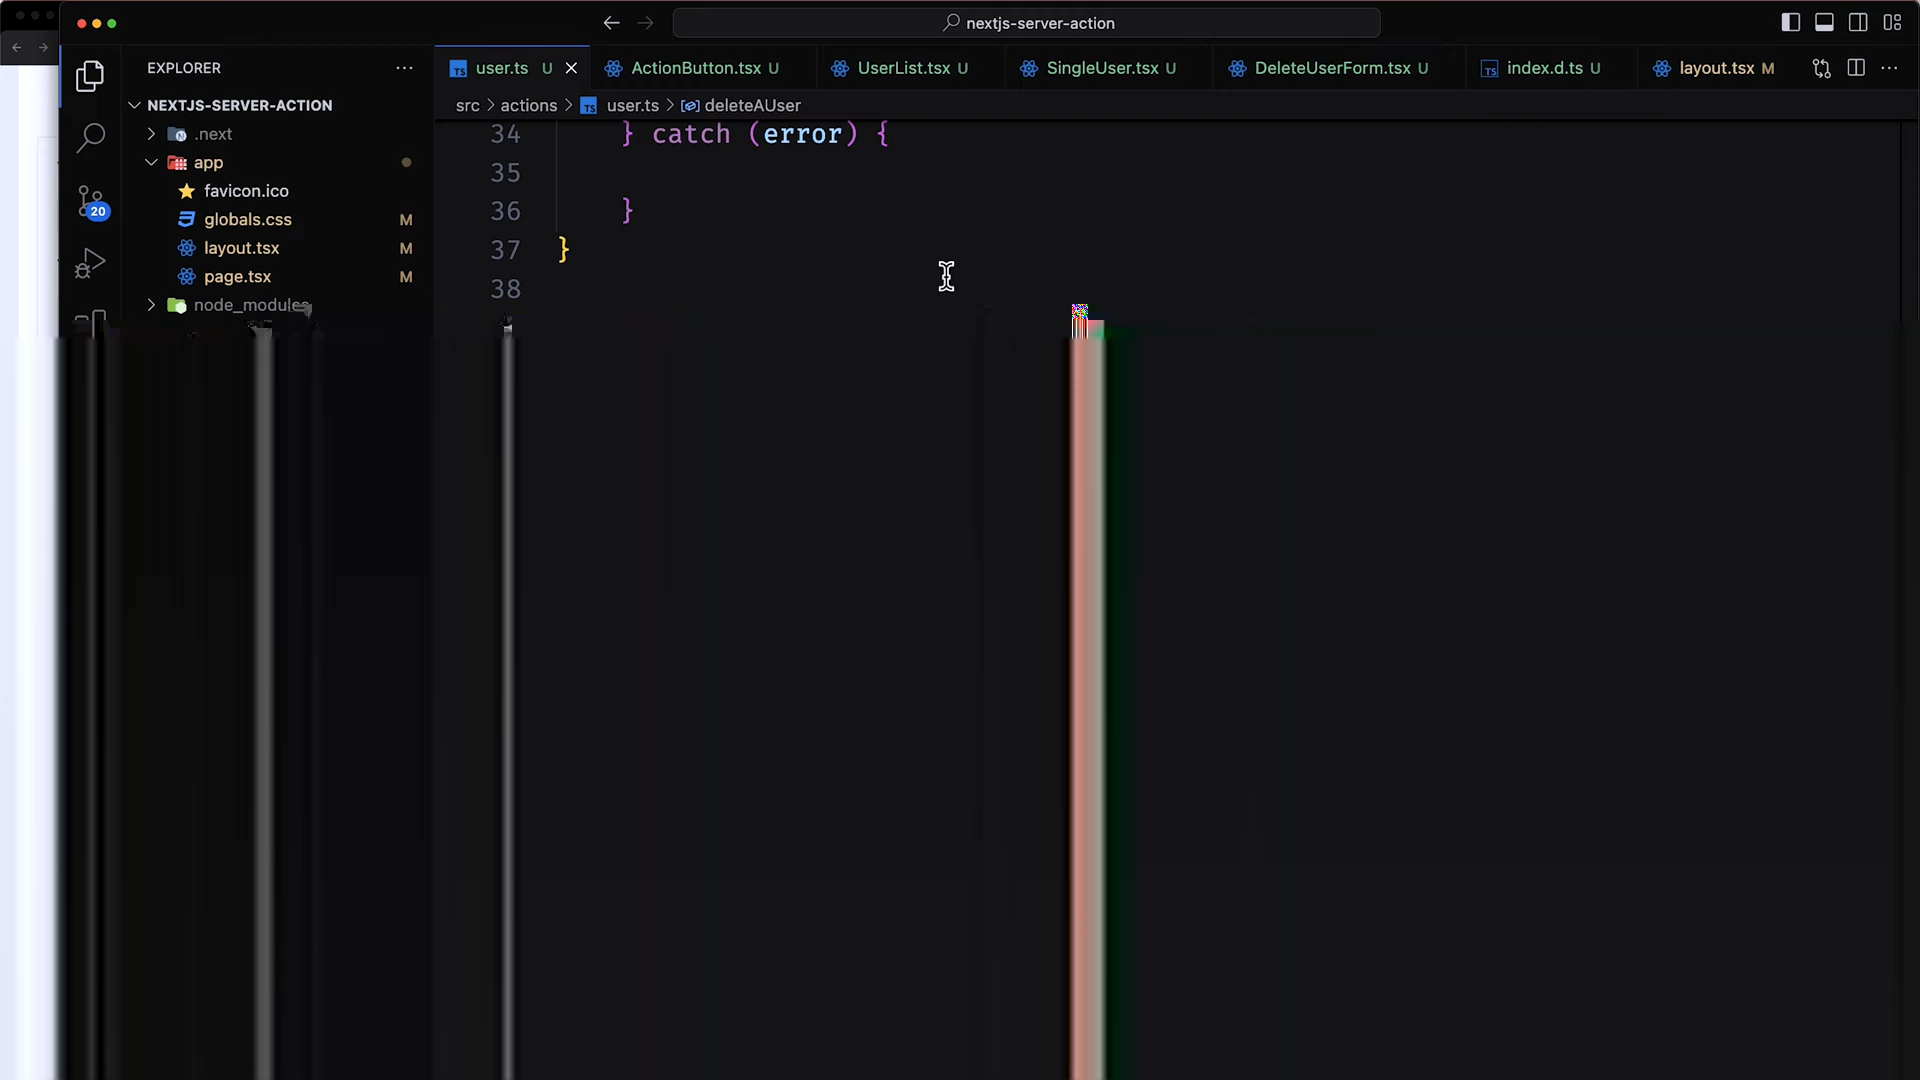 nextjs-server-action
EXPLORER
user.ts U
ActionButton.tsx U
UserList.tsx U
SingleUser.tsx U
DeleteUserForm.tsx U
TS index.d.ts U
layout.tsx M
NEXTJS-SERVER-ACTION
src > actions > TS user.ts > deleteAUser
.next
app
favicon.ico
globals.css M
layout.tsx M
page.tsx M
node_modules
20
34 } catch (error) {
35
36 }
37 }
38